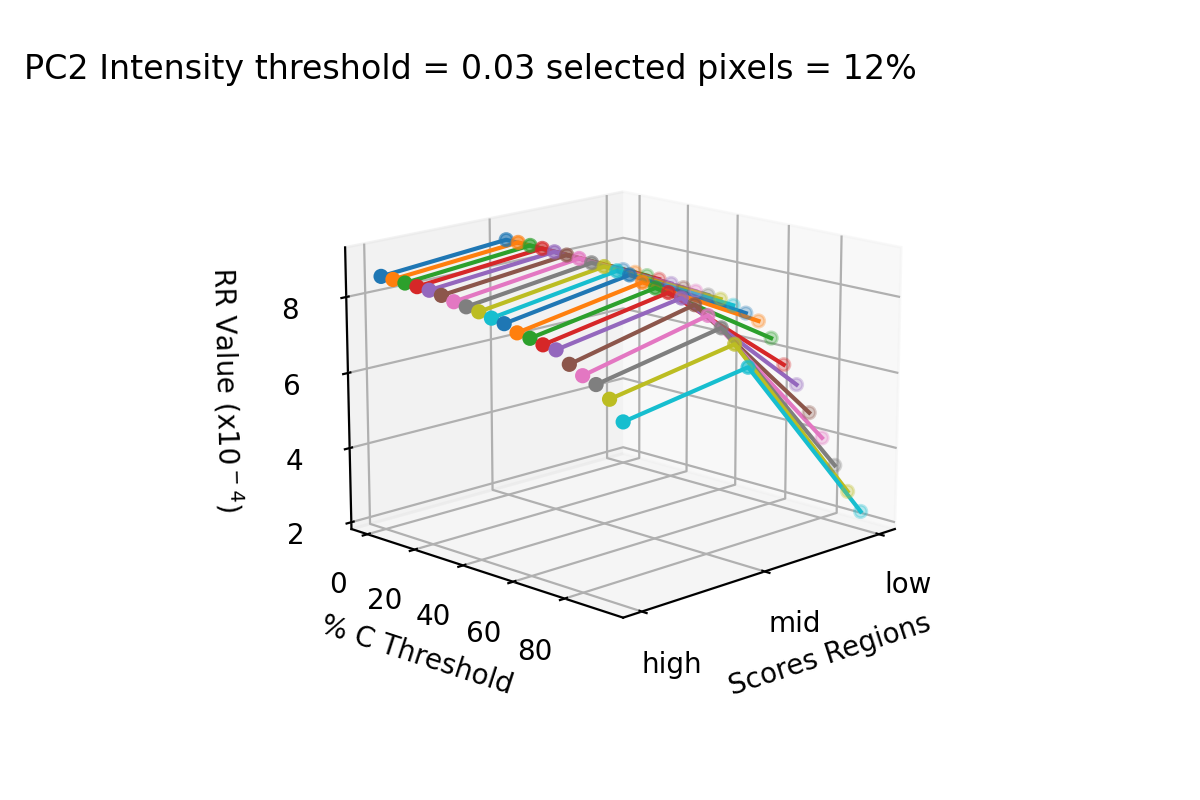 PC2 Intensity threshold = 0.03 selected pixels = 12%
RR Value (x10⁻⁴)
8
6
4
2
0
20
40
60
80
% C Threshold
high
mid
low
Scores Regions